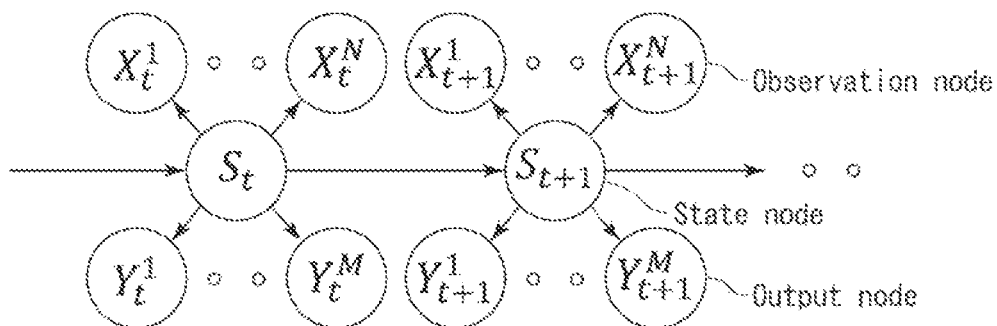 X_t^1 X_t^N X_{t+1}^1 X_{t+1}^N
Observation node
S_t S_{t+1}
State node
Y_t^1 Y_t^M Y_{t+1}^1 Y_{t+1}^M
Output node